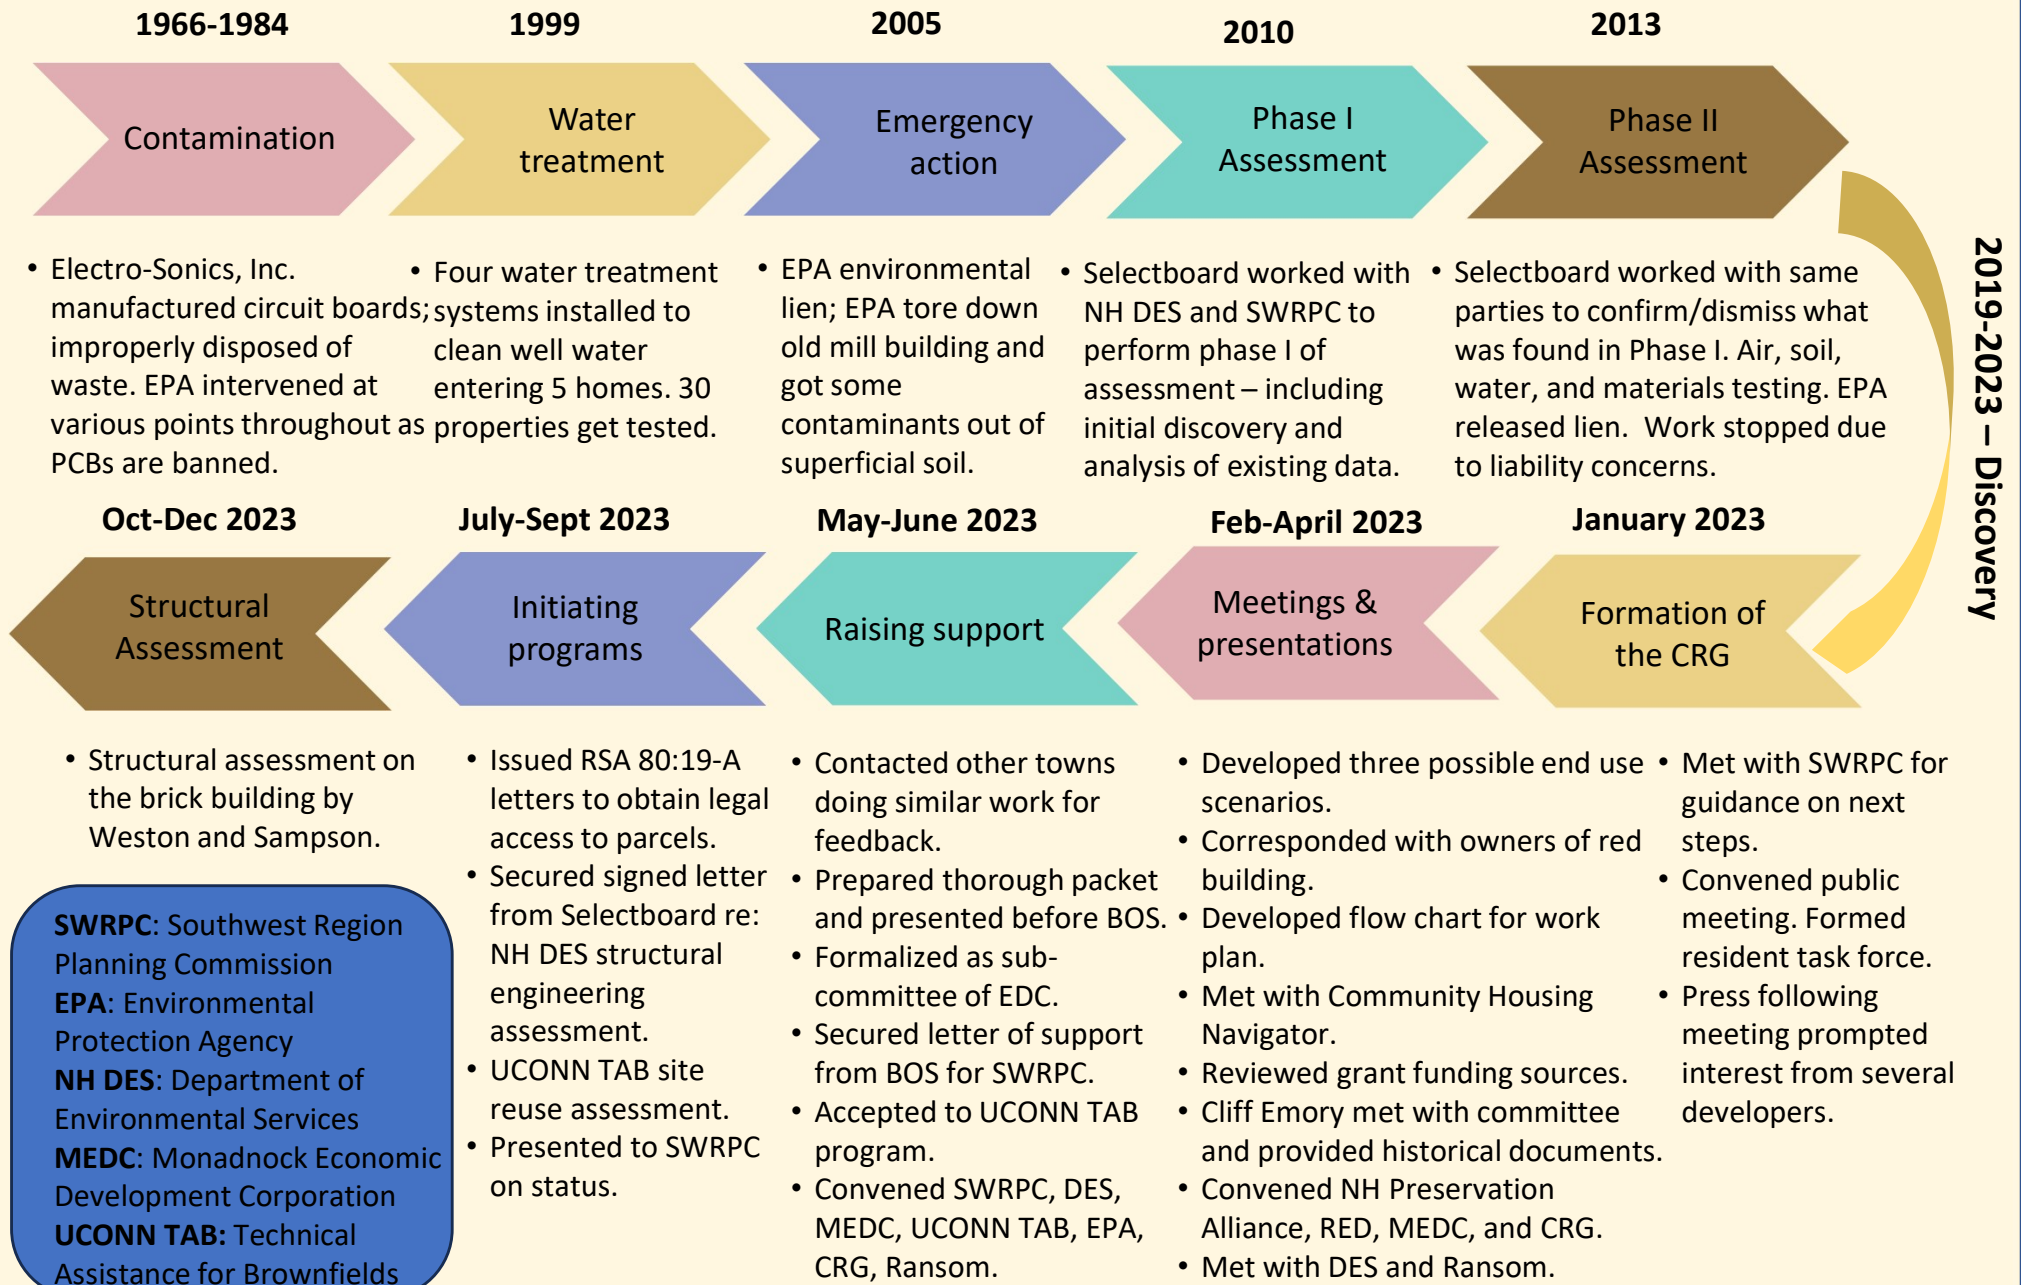 1966-1984
Contamination
• Electro-Sonics, Inc.
manufactured circuit boards;
improperly disposed of
waste. EPA intervened at
various points throughout as
PCBs are banned.
1999
Water
treatment
• Four water treatment
systems installed to
clean well water
entering 5 homes. 30
properties get tested.
2005
Emergency
action
• EPA environmental
lien; EPA tore down
old mill building and
got some
contaminants out of
superficial soil.
2010
Phase I
Assessment
• Selectboard worked with
NH DES and SWRPC to
perform phase I of
assessment – including
initial discovery and
analysis of existing data.
2013
Phase II
Assessment
• Selectboard worked with same
parties to confirm/dismiss what
was found in Phase I. Air, soil,
water, and materials testing. EPA
released lien.  Work stopped due
to liability concerns.
2019-2023 – Discovery
January 2023
Formation of
the CRG
• Met with SWRPC for
guidance on next
steps.
• Convened public
meeting. Formed
resident task force.
• Press following
meeting prompted
interest from several
developers.
Feb-April 2023
Meetings &
presentations
• Developed three possible end use
scenarios.
• Corresponded with owners of red
building.
• Developed flow chart for work
plan.
• Met with Community Housing
Navigator.
• Reviewed grant funding sources.
• Cliff Emory met with committee
and provided historical documents.
• Convened NH Preservation
Alliance, RED, MEDC, and CRG.
• Met with DES and Ransom.
May-June 2023
Raising support
• Contacted other towns
doing similar work for
feedback.
• Prepared thorough packet
and presented before BOS.
• Formalized as sub-
committee of EDC.
• Secured letter of support
from BOS for SWRPC.
• Accepted to UCONN TAB
program.
• Convened SWRPC, DES,
MEDC, UCONN TAB, EPA,
CRG, Ransom.
July-Sept 2023
Initiating
programs
• Issued RSA 80:19-A
letters to obtain legal
access to parcels.
• Secured signed letter
from Selectboard re:
NH DES structural
engineering
assessment.
• UCONN TAB site
reuse assessment.
• Presented to SWRPC
on status.
Oct-Dec 2023
Structural
Assessment
• Structural assessment on
the brick building by
Weston and Sampson.
SWRPC: Southwest Region
Planning Commission
EPA: Environmental
Protection Agency
NH DES: Department of
Environmental Services
MEDC: Monadnock Economic
Development Corporation
UCONN TAB: Technical
Assistance for Brownfields